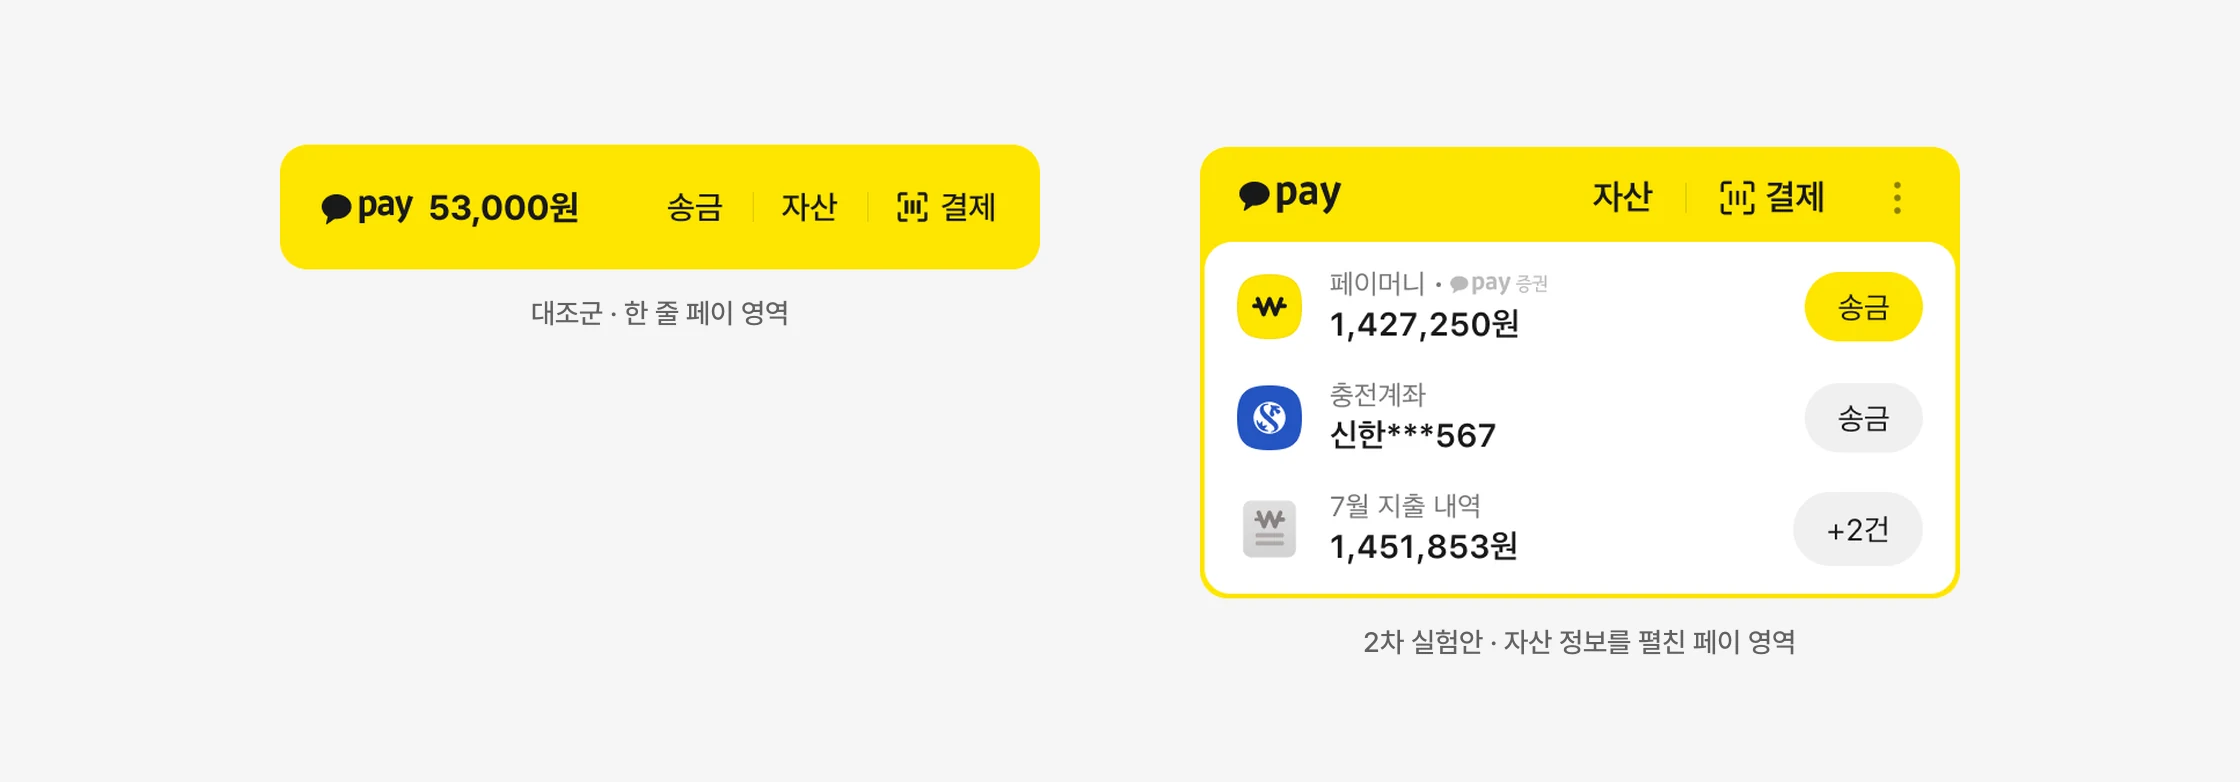 pay 53,000원 송금 자산 결제
대조군 · 한 줄 페이 영역
pay 자산 결제
페이머니 · pay 증권
1,427,250원
송금
충전계좌
신한***567
송금
7월 지출 내역
1,451,853원
+2건
2차 실험안 · 자산 정보를 펼친 페이 영역